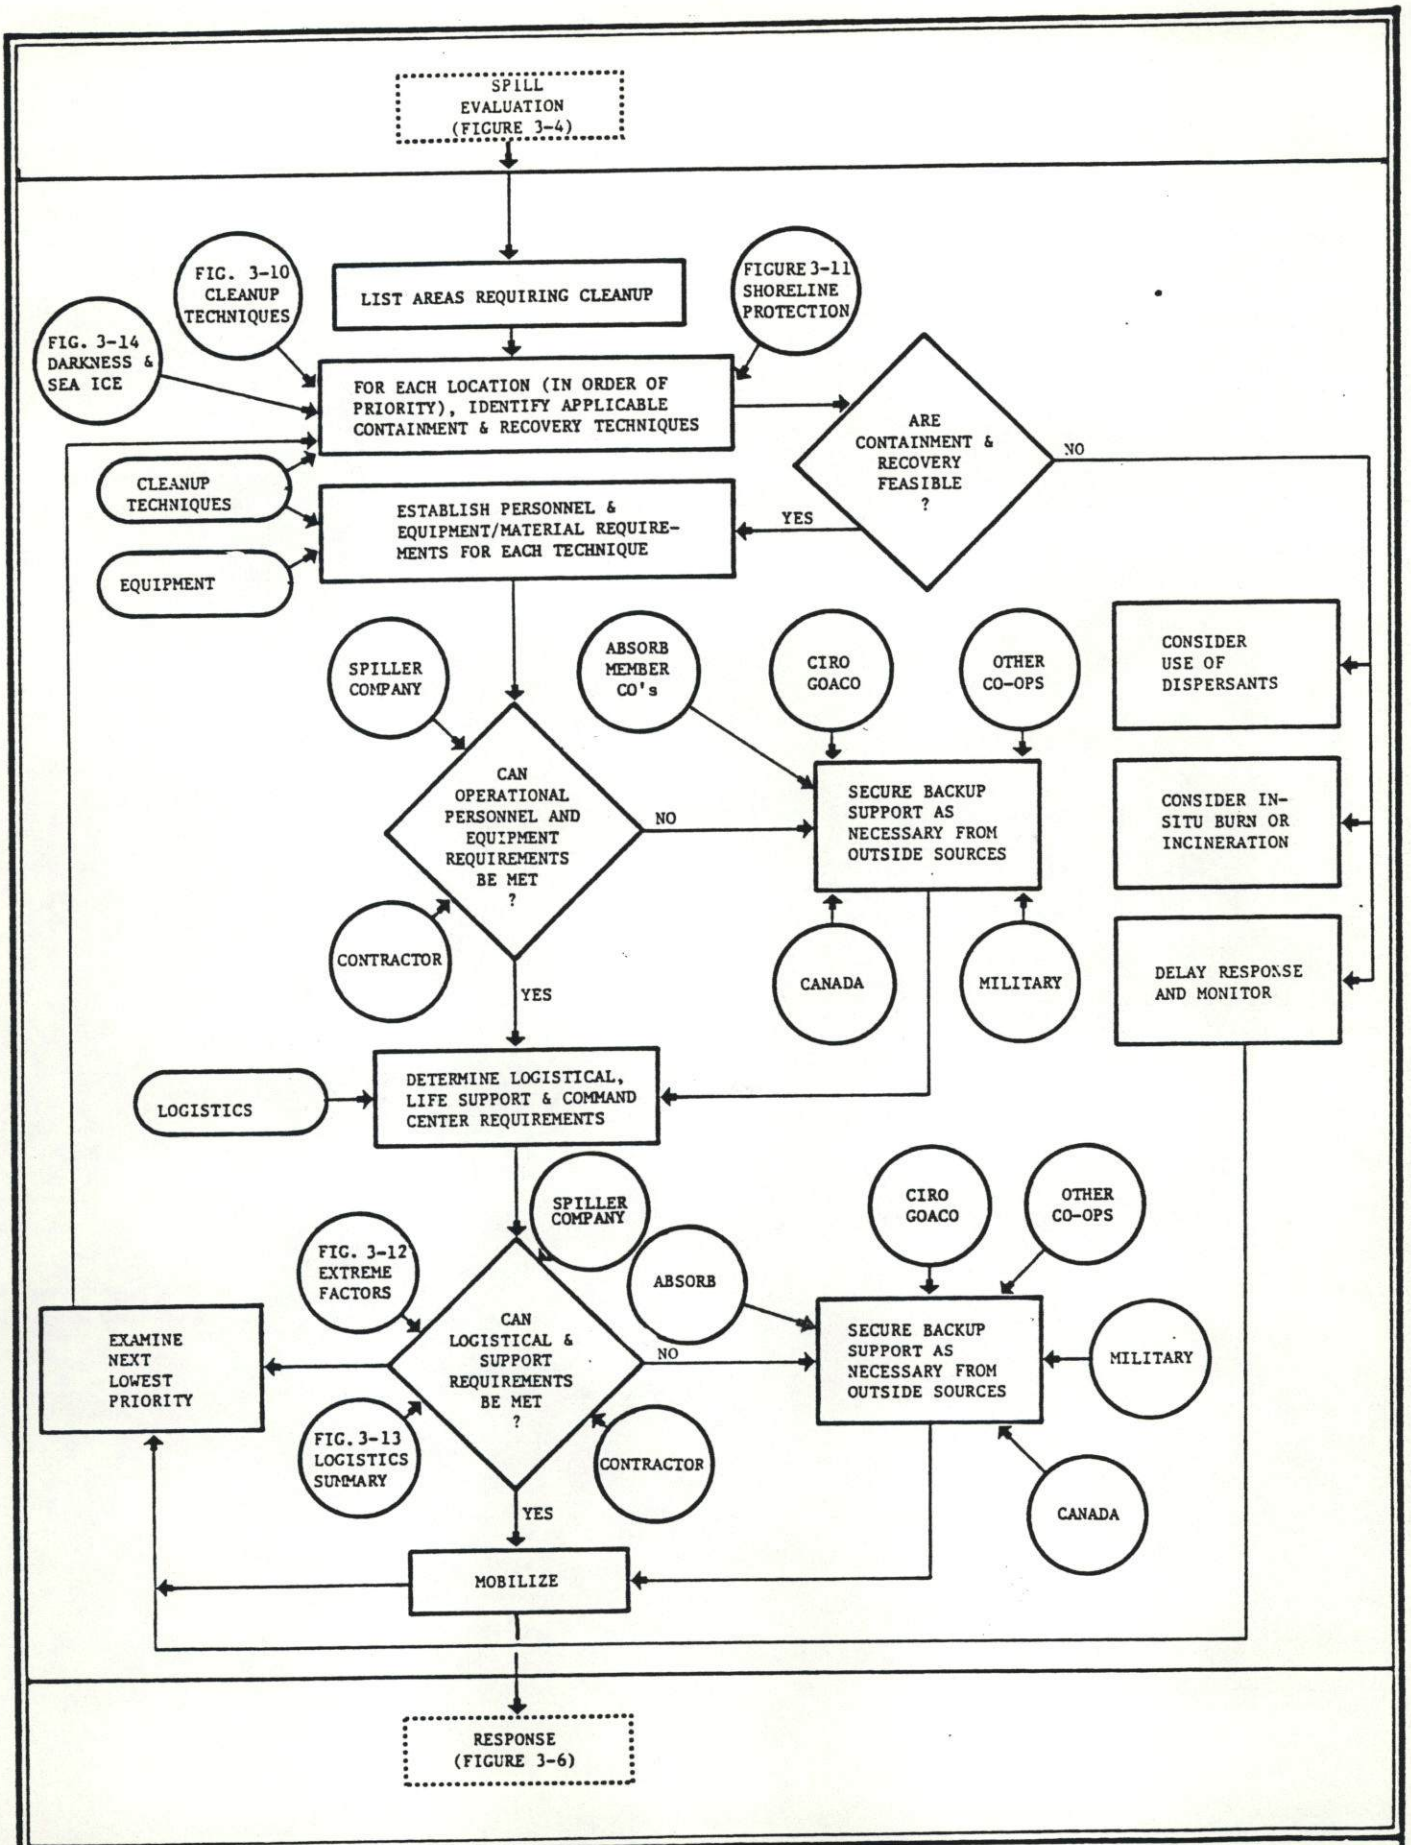 SPILL
EVALUATION
(FIGURE 3-4)
FIG. 3-10
CLEANUP
TECHNIQUES
LIST AREAS REQUIRING CLEANUP
FIGURE 3-11
SHORELINE
PROTECTION
FIG. 3-14
DARKNESS &
SEA ICE
FOR EACH LOCATION (IN ORDER OF
PRIORITY), IDENTIFY APPLICABLE
CONTAINMENT & RECOVERY TECHNIQUES
ARE
CONTAINMENT &
RECOVERY
FEASIBLE
?
NO
YES
CLEANUP
TECHNIQUES
ESTABLISH PERSONNEL &
EQUIPMENT/MATERIAL REQUIRE-
MENTS FOR EACH TECHNIQUE
EQUIPMENT
SPILLER
COMPANY
ABSORB
MEMBER
CO's
CIRO
GOACO
OTHER
CO-OPS
CONSIDER
USE OF
DISPERSANTS
CAN
OPERATIONAL
PERSONNEL AND
EQUIPMENT
REQUIREMENTS
BE MET
?
NO
SECURE BACKUP
SUPPORT AS
NECESSARY FROM
OUTSIDE SOURCES
CONSIDER IN-
SITU BURN OR
INCINERATION
CONTRACTOR
YES
CANADA
MILITARY
DELAY RESPONSE
AND MONITOR
LOGISTICS
DETERMINE LOGISTICAL,
LIFE SUPPORT & COMMAND
CENTER REQUIREMENTS
SPILLER
COMPANY
CIRO
GOACO
OTHER
CO-OPS
FIG. 3-12
EXTREME
FACTORS
ABSORB
EXAMINE
NEXT
LOWEST
PRIORITY
CAN
LOGISTICAL &
SUPPORT
REQUIREMENTS
BE MET
?
NO
SECURE BACKUP
SUPPORT AS
NECESSARY FROM
OUTSIDE SOURCES
MILITARY
FIG. 3-13
LOGISTICS
SUMMARY
CONTRACTOR
CANADA
YES
MOBILIZE
RESPONSE
(FIGURE 3-6)